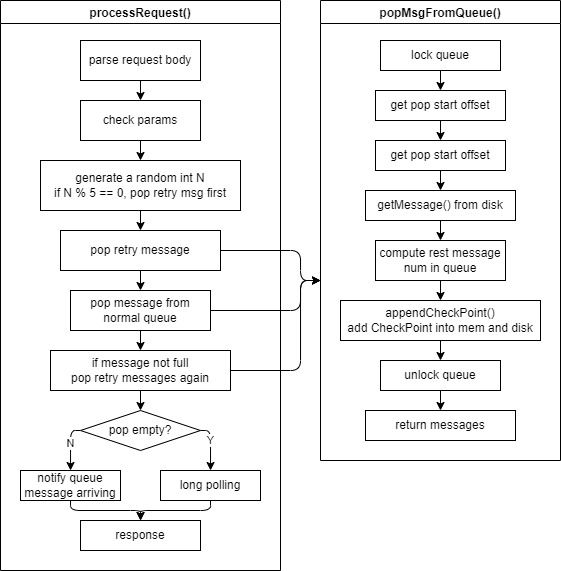 processRequest()
parse request body
check params
generate a random int N
if N % 5 == 0, pop retry msg first
pop retry message
pop message from
normal queue
if message not full
pop retry messages again
pop empty?
N
Y
notify queue
message arriving
long polling
response
popMsgFromQueue()
lock queue
get pop start offset
get pop start offset
getMessage() from disk
compute rest message
num in queue
appendCheckPoint()
add CheckPoint into mem and disk
unlock queue
return messages